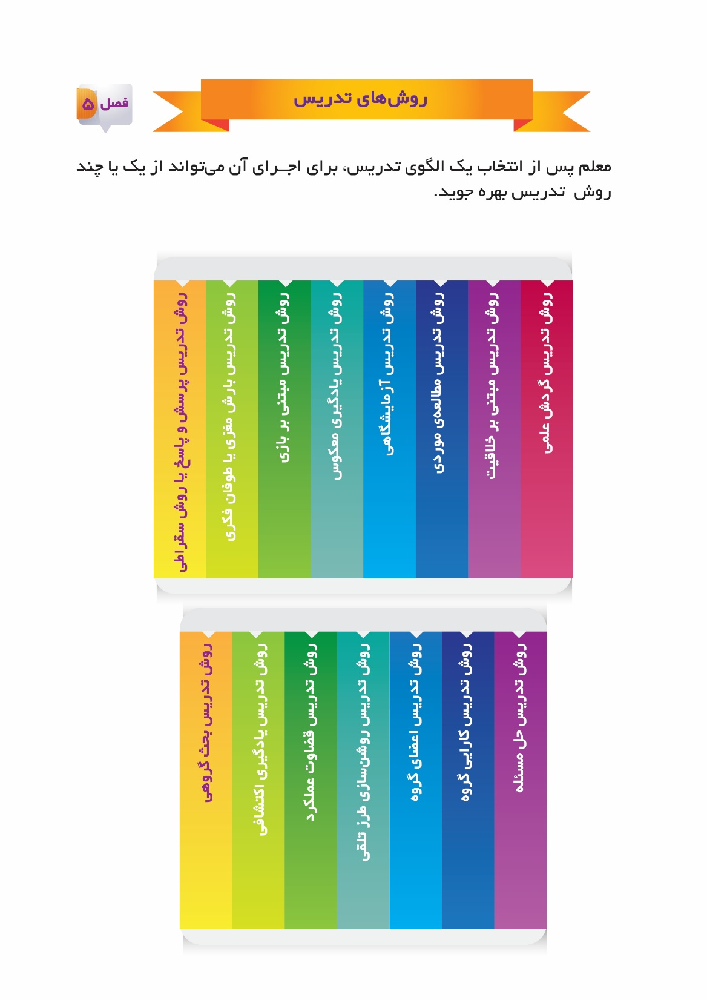 روش‌های تدریس
فصل ۵
معلم پس از انتخاب یک الگوی تدریس، برای اجــرای آن می‌تواند از یک یا چند
روش تدریس بهره جوید.
روش تدریس گردش علمی
روش تدریس مبتنی بر خلاقیت
روش تدریس مطالعه‌ی موردی
روش تدریس آزمایشگاهی
روش تدریس یادگیری معکوس
روش تدریس مبتنی بر بازی
روش تدریس بارش مغزی یا طوفان فکری
روش تدریس پرسش و پاسخ یا روش سقراطی
روش تدریس حل مسئله
روش تدریس کارایی گروه
روش تدریس اعضای گروه
روش تدریس روشن‌سازی طرز تلقی
روش تدریس قضاوت عملکرد
روش تدریس یادگیری اکتشافی
روش تدریس بحث گروهی